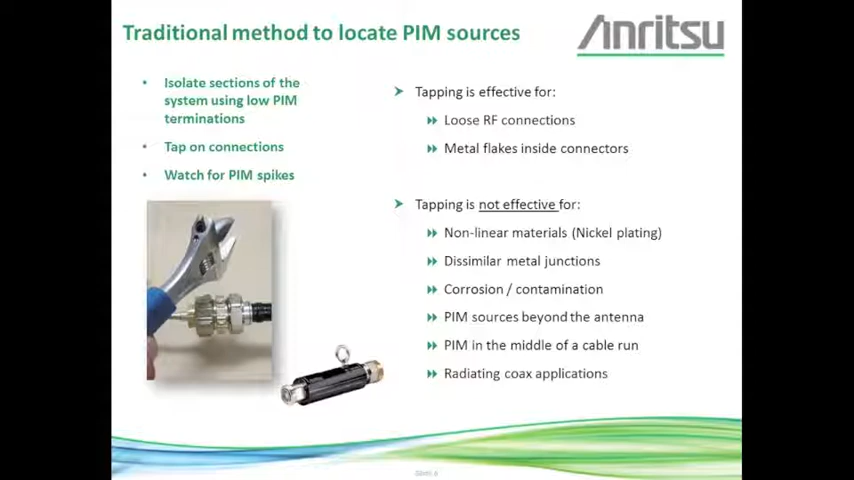 Traditional method to locate PIM sources
Anritsu
• Isolate sections of the
system using low PIM
terminations
• Tap on connections
• Watch for PIM spikes
Tapping is effective for:
Loose RF connections
Metal flakes inside connectors
Tapping is not effective for:
Non-linear materials (Nickel plating)
Dissimilar metal junctions
Corrosion / contamination
PIM sources beyond the antenna
PIM in the middle of a cable run
Radiating coax applications